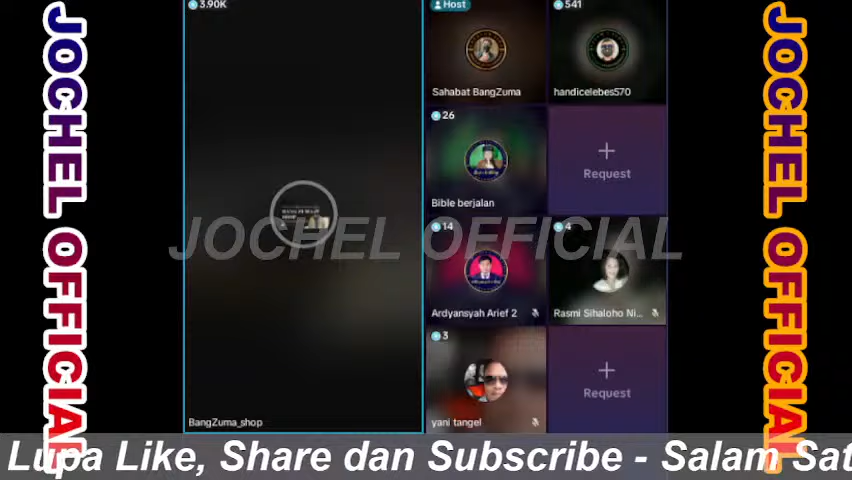 JOCHEL OFFICIAL
3.90K
Host
541
Sahabat BangZuma
handicelebes570
26
Bible berjalan
+
Request
JOCHEL OFFICIAL
14
4
Ardyansyah Arief 2
Rasmi Sihaloho Ni...
3
yani tangel
+
Request
BangZuma_shop
JOCHEL OFFICIAL
Lupa Like, Share dan Subscribe - Salam Sat